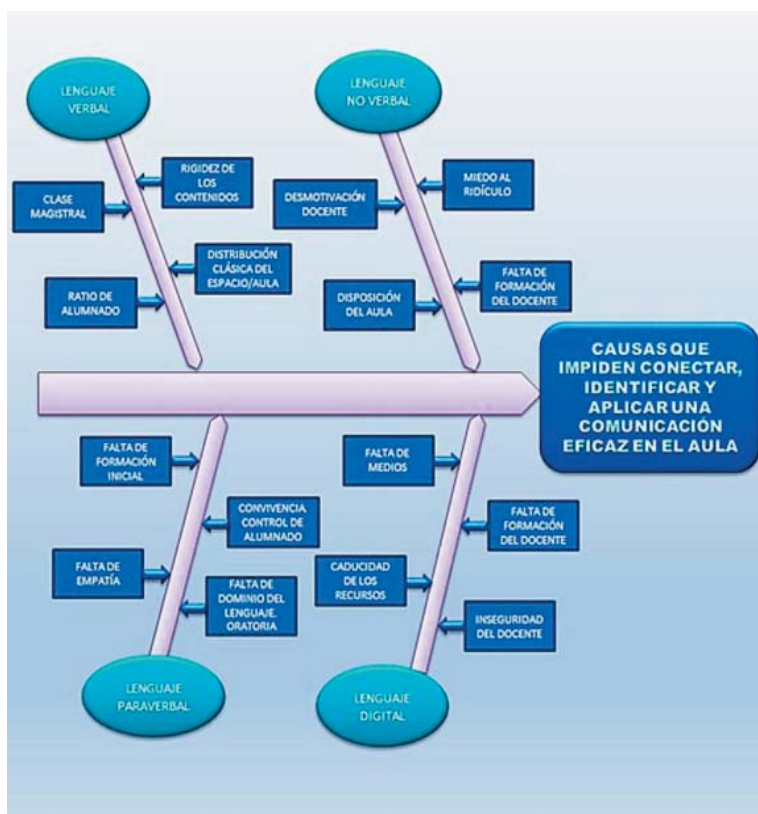 LENGUAJE
VERBAL
RIGIDEZ DE
LOS
CONTENIDOS
CLASE
MAGISTRAL
DISTRIBUCIÓN
CLÁSICA DEL
ESPACIO/AULA
RATIO DE
ALUMNADO
LENGUAJE
NO VERBAL
MIEDO AL
RIDÍCULO
DESMOTIVACIÓN
DOCENTE
FALTA DE
FORMACIÓN
DEL DOCENTE
DISPOSICIÓN
DEL AULA
CAUSAS QUE
IMPIDEN CONECTAR,
IDENTIFICAR Y
APLICAR UNA
COMUNICACIÓN
EFICAZ EN EL AULA
FALTA DE
FORMACIÓN
INICIAL
CONVIVENCIA.
CONTROL DE
ALUMNADO
FALTA DE
EMPATÍA
FALTA DE
DOMINIO DEL
LENGUAJE.
ORATORIA
LENGUAJE
PARAVERBAL
FALTA DE
MEDIOS
FALTA DE
FORMACIÓN
DEL DOCENTE
CADUCIDAD
DE LOS
RECURSOS
INSEGURIDAD
DEL DOCENTE
LENGUAJE
DIGITAL